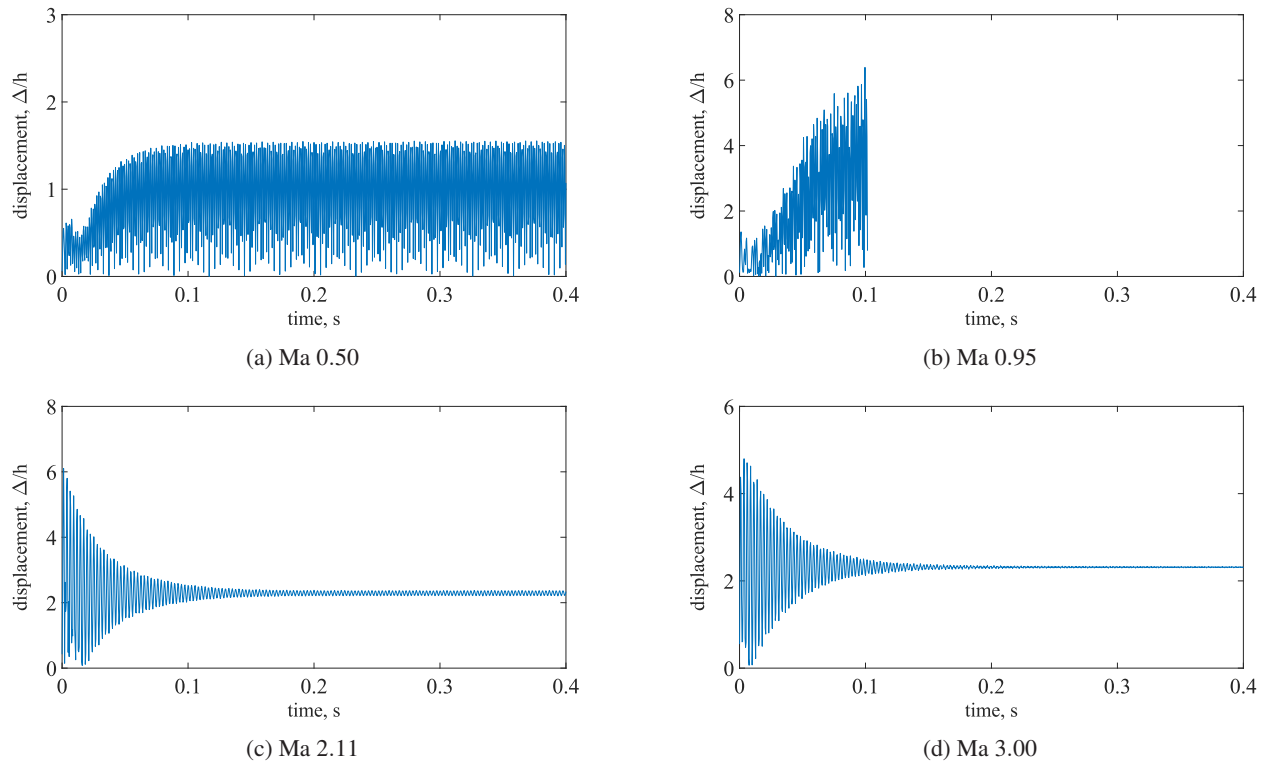 3
2
1
0
displacement, Δ/h
0 0.1 0.2 0.3 0.4
time, s
(a) Ma 0.50
8
6
4
2
0
displacement, Δ/h
0 0.1 0.2 0.3 0.4
time, s
(b) Ma 0.95
8
6
4
2
0
displacement, Δ/h
0 0.1 0.2 0.3 0.4
time, s
(c) Ma 2.11
6
4
2
0
displacement, Δ/h
0 0.1 0.2 0.3 0.4
time, s
(d) Ma 3.00